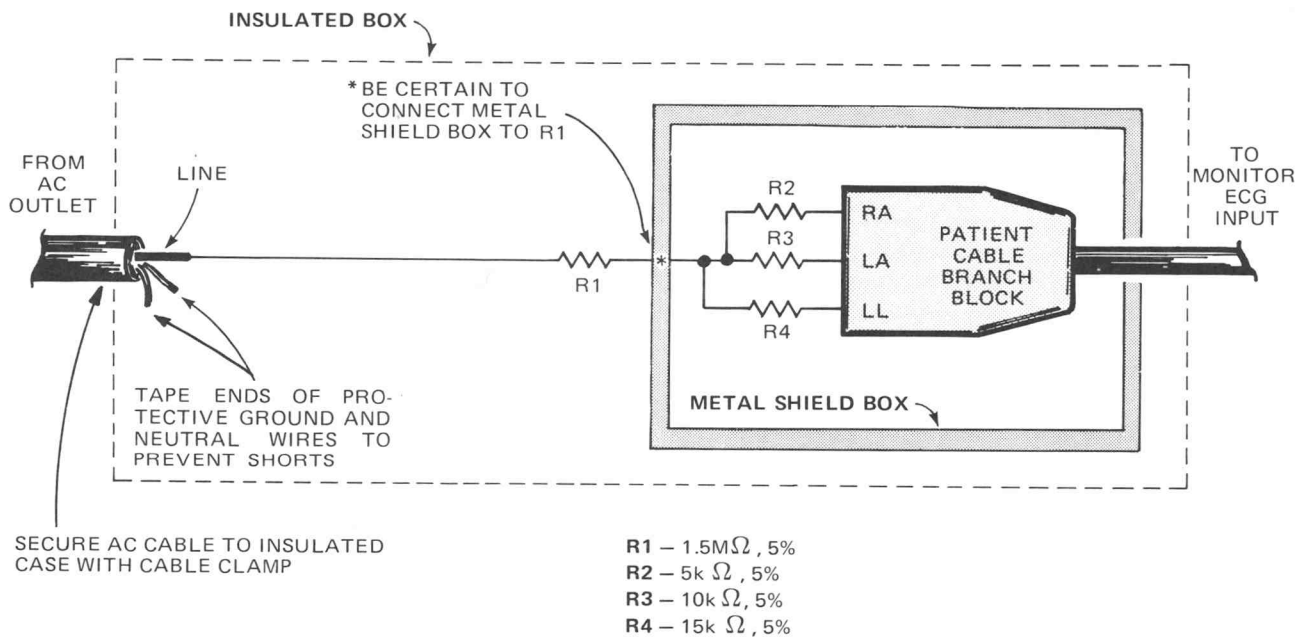 INSULATED BOX
* BE CERTAIN TO
CONNECT METAL
SHIELD BOX TO R1
FROM
AC
OUTLET
LINE
TO
MONITOR
ECG
INPUT
R2
RA
R3
*
R1
LA
PATIENT
CABLE
BRANCH
BLOCK
R4
LL
TAPE ENDS OF PRO-
TECTIVE GROUND AND
NEUTRAL WIRES TO
PREVENT SHORTS
METAL SHIELD BOX
SECURE AC CABLE TO INSULATED
CASE WITH CABLE CLAMP
R1 – 1.5MΩ, 5%
R2 – 5k Ω, 5%
R3 – 10k Ω, 5%
R4 – 15k Ω, 5%